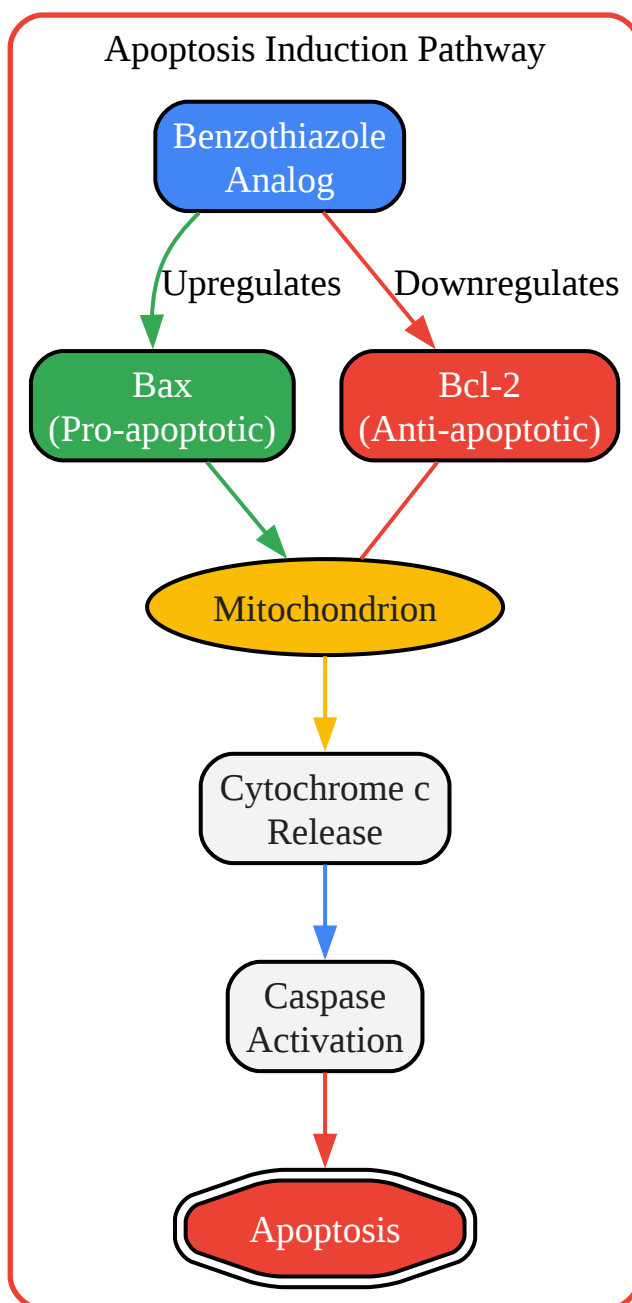 Apoptosis Induction Pathway
Benzothiazole
Analog
Upregulates
Downregulates
Bax
(Pro-apoptotic)
Bcl-2
(Anti-apoptotic)
Mitochondrion
Cytochrome c
Release
Caspase
Activation
Apoptosis